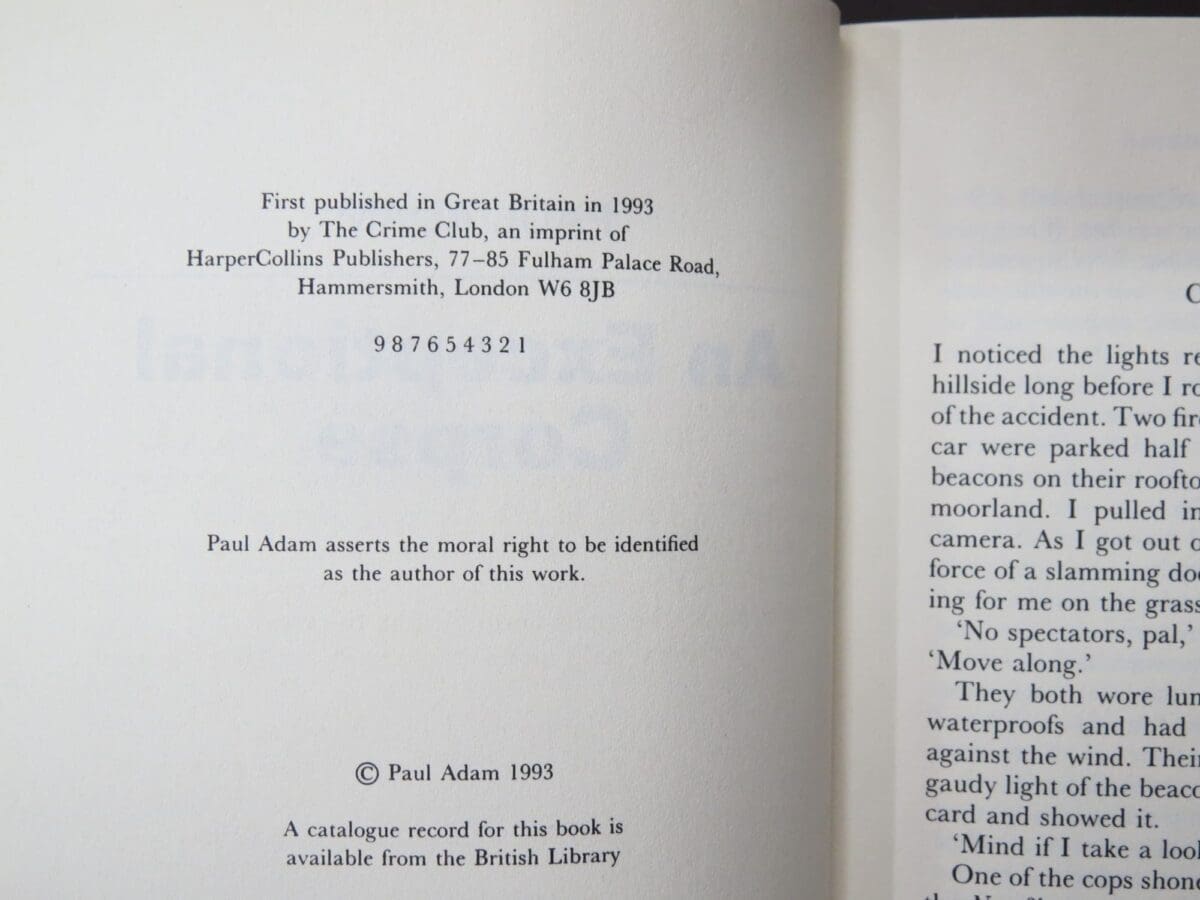 First published in Great Britain in 1993
by The Crime Club, an imprint of
HarperCollins Publishers, 77–85 Fulham Palace Road,
Hammersmith, London W6 8JB
9 8 7 6 5 4 3 2 1
An Exceptional
Corpse
Paul Adam asserts the moral right to be identified
as the author of this work.
© Paul Adam 1993
A catalogue record for this book is
available from the British Library
I noticed the lights
hillside long before I
of the accident. Two
car were parked half
beacons on their
moorland. I pulled
camera. As I got out
force of a slamming
ing for me on the grass
‘No spectators, pal,’
‘Move along.’
They both wore
waterproofs and had
against the wind.
gaudy light of the
card and showed it.
‘Mind if I take a
One of the cops